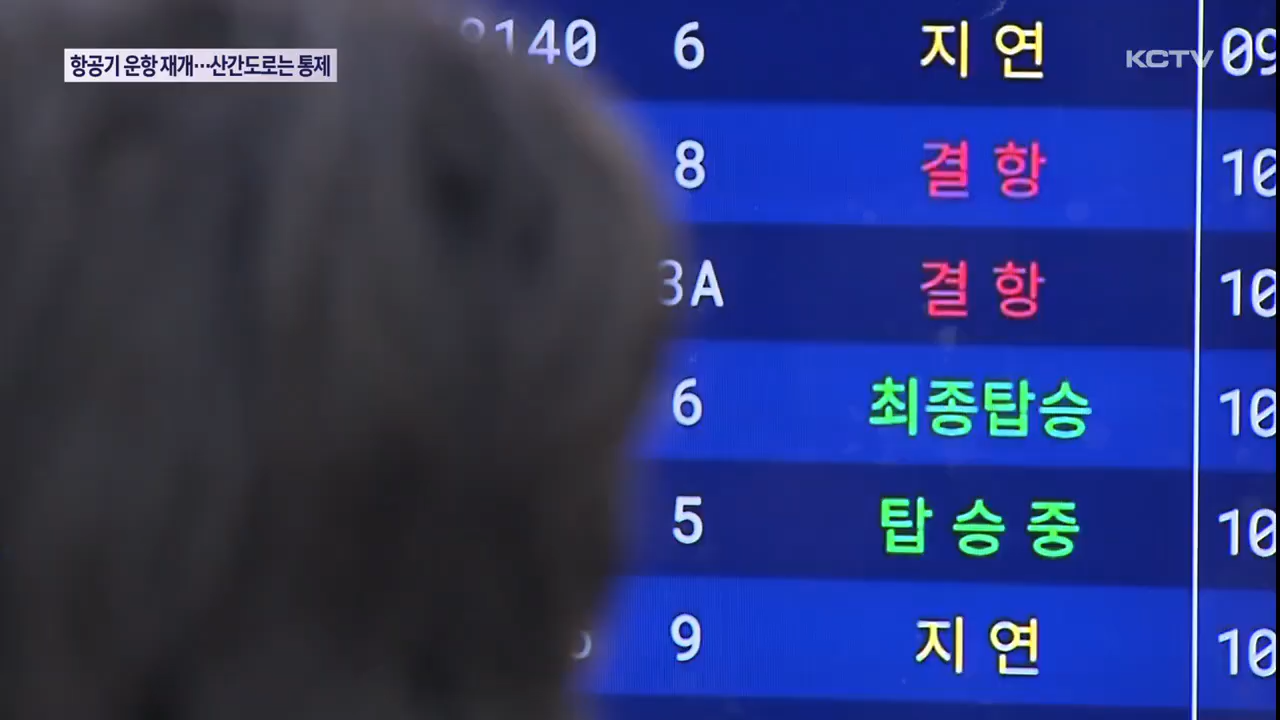 항공기 운항 재개…산간도로는 통제
KCTV
8140 6 지 연 09
8 결 항 10
3A 결 항 10
6 최종탑승 10
5 탑 승 중 10
9 지 연 10